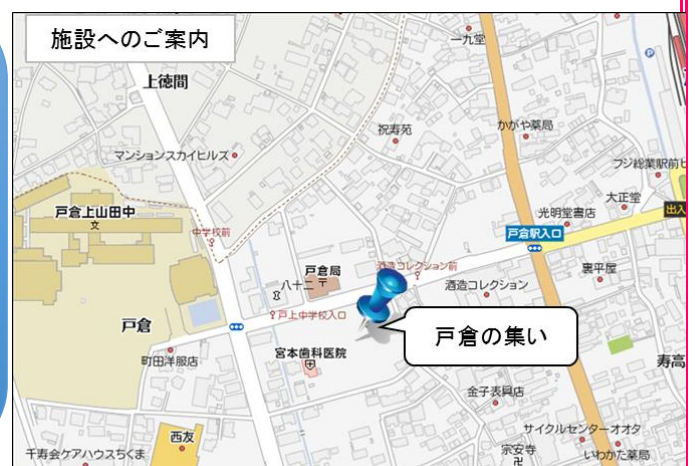 施設へのご案内
一九堂
上徳間
祝寿苑
かがや薬局
マンションスカイヒルズ
フジ総業駅前ビ
大正堂
戸倉上山田中
文
光明堂書店
出入
中学校前
戸倉駅入口
戸倉局
酒造コレクション前
裏平屋
八十二
〒
酒造コレクション
戸倉
戸上中学校入口
戸倉の集い
町田洋服店
宮本歯科医院
寿高
金子表具店
西友
サイクルセンターオオタ
千寿会ケアハウスちくま
宗安寺
いわかた薬局